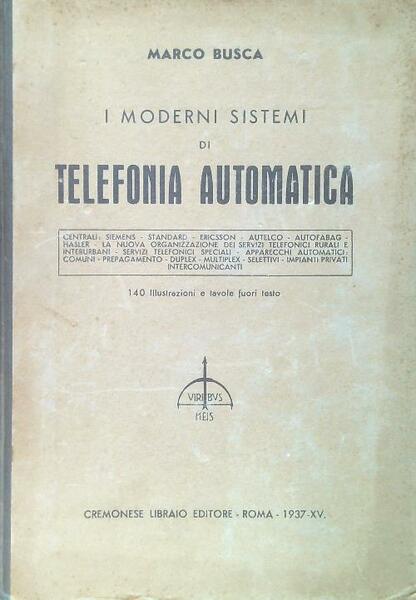 MARCO BUSCA
I MODERNI SISTEMI
DI
TELEFONIA AUTOMATICA
CENTRALI: SIEMENS - STANDARD - ERICSSON - AUTELCO - AUTOFABAG -
HASLER - LA NUOVA ORGANIZZAZIONE DEI SERVIZI TELEFONICI RURALI E
INTERURBANI - SERVIZI TELEFONICI SPECIALI - APPARECCHI AUTOMATICI:
COMUNI - PREPAGAMENTO - DUPLEX - MULTIPLEX - SELETTIVI - IMPIANTI PRIVATI
INTERCOMUNICANTI
140 Illustrazioni e tavole fuori testo
VIRIBVS
MEIS
CREMONESE LIBRAIO EDITORE - ROMA - 1937-XV.